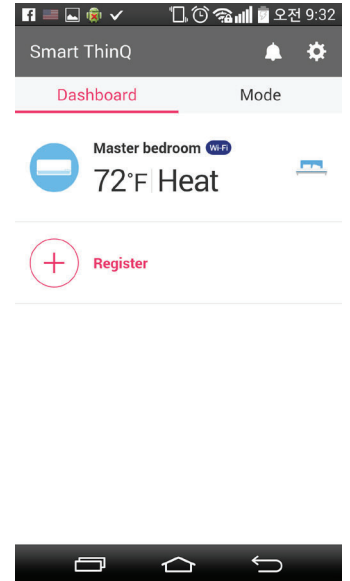 오전 9:32
Smart ThinQ
Dashboard Mode
Master bedroom Wi-Fi
72°F Heat
Register